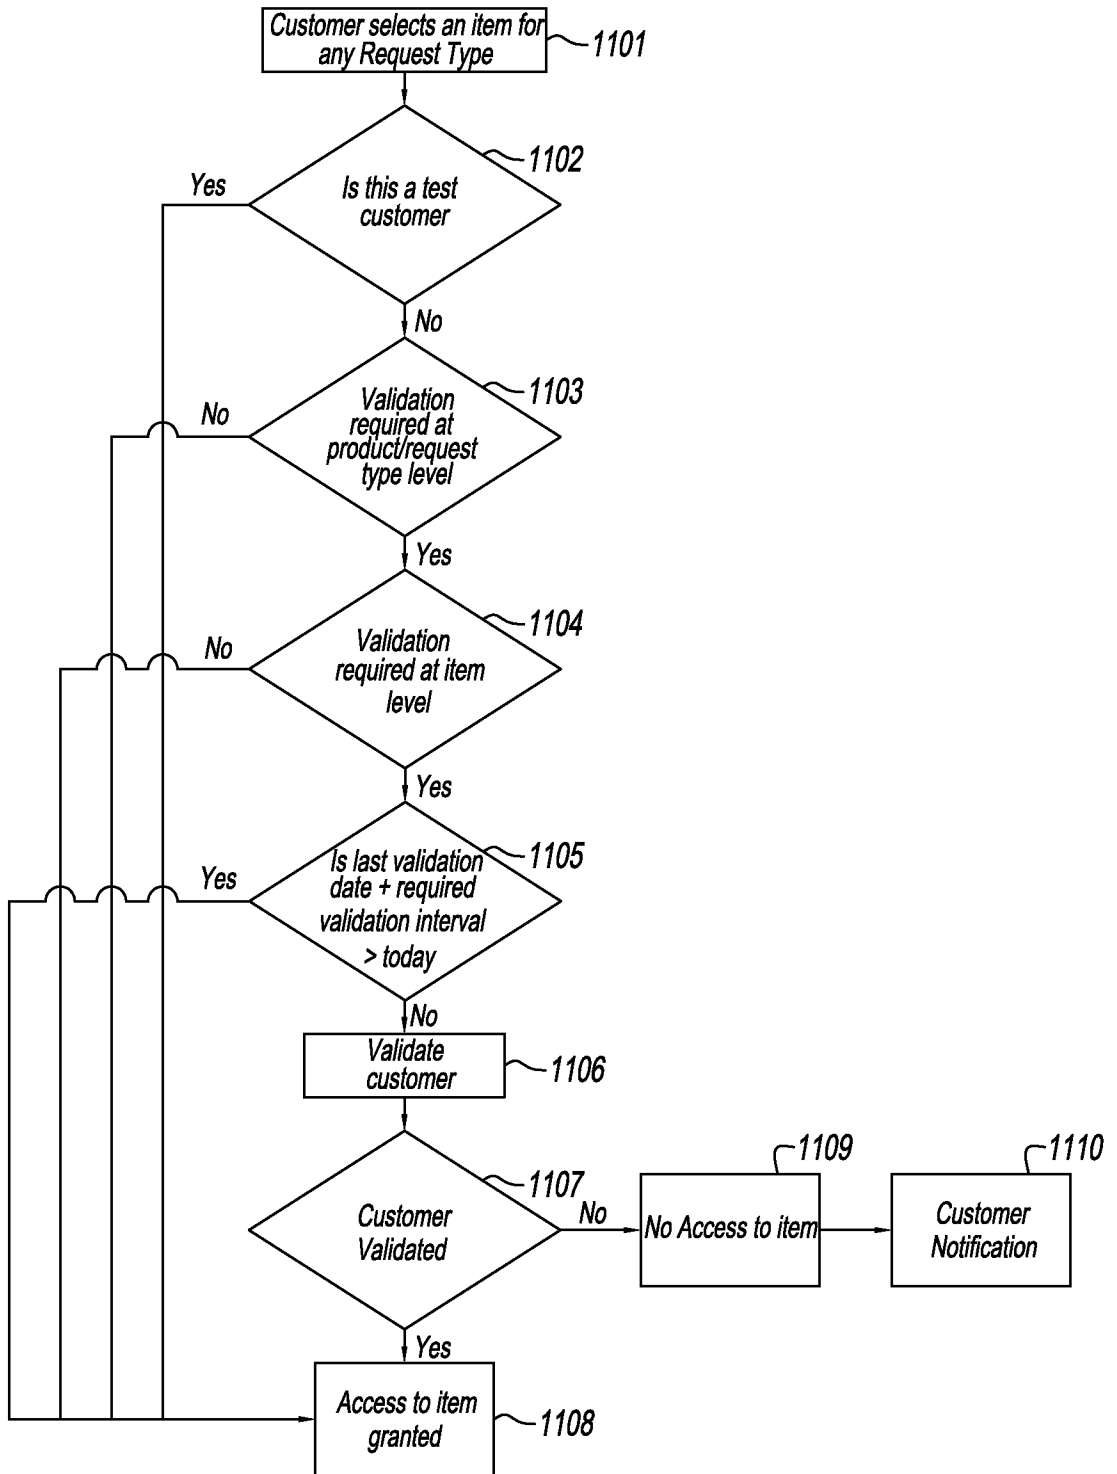 Customer selects an item for
any Request Type
1101
1102
Yes
Is this a test
customer
No
1103
No
Validation
required at
product/request
type level
Yes
1104
No
Validation
required at item
level
Yes
1105
Yes
Is last validation
date + required
validation interval
> today
No
Validate
customer
1106
1107
Customer
Validated
No
1109
No Access to item
1110
Customer
Notification
Yes
Access to item
granted
1108